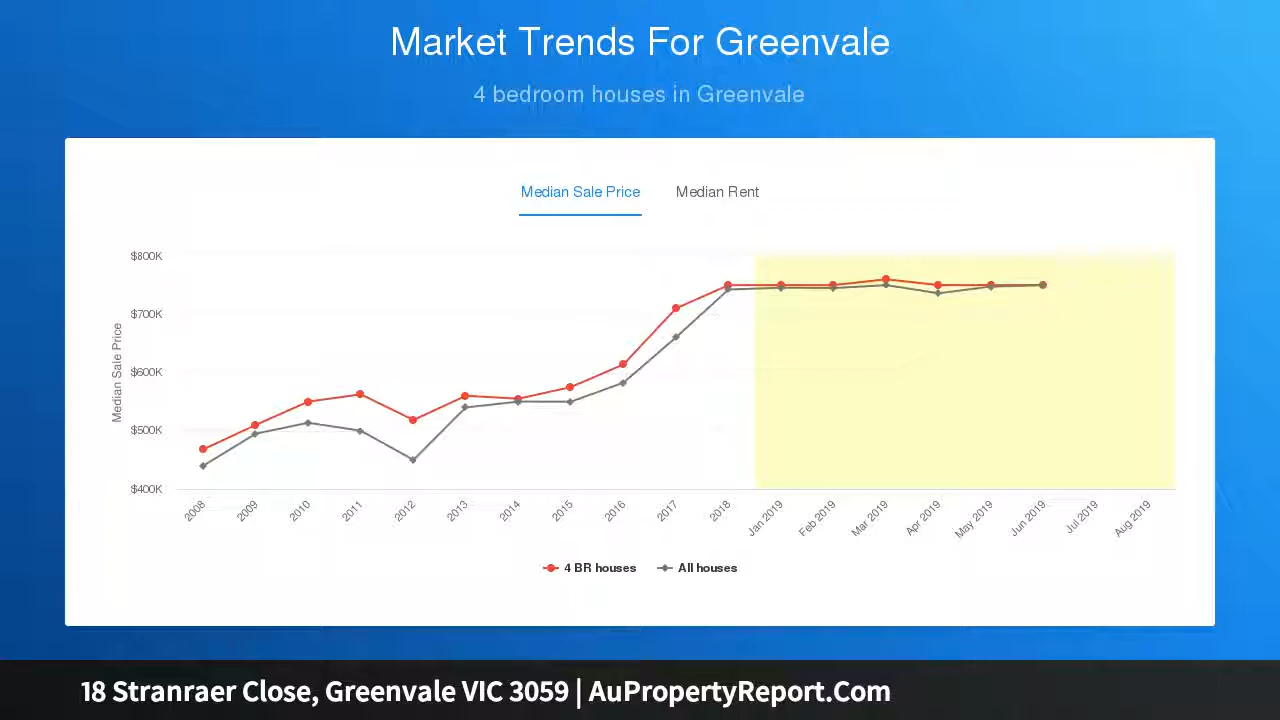 Market Trends For Greenvale
4 bedroom houses in Greenvale
Median Sale Price Median Rent
Median Sale Price
$800K
$700K
$600K
$500K
$400K
2008 2009 2010 2011 2012 2013 2014 2015 2016 2017 2018 Jan 2019 Feb 2019 Mar 2019 Apr 2019 May 2019 Jun 2019 Jul 2019 Aug 2019
4 BR houses All houses
18 Stranraer Close, Greenvale VIC 3059 | AuPropertyReport.Com